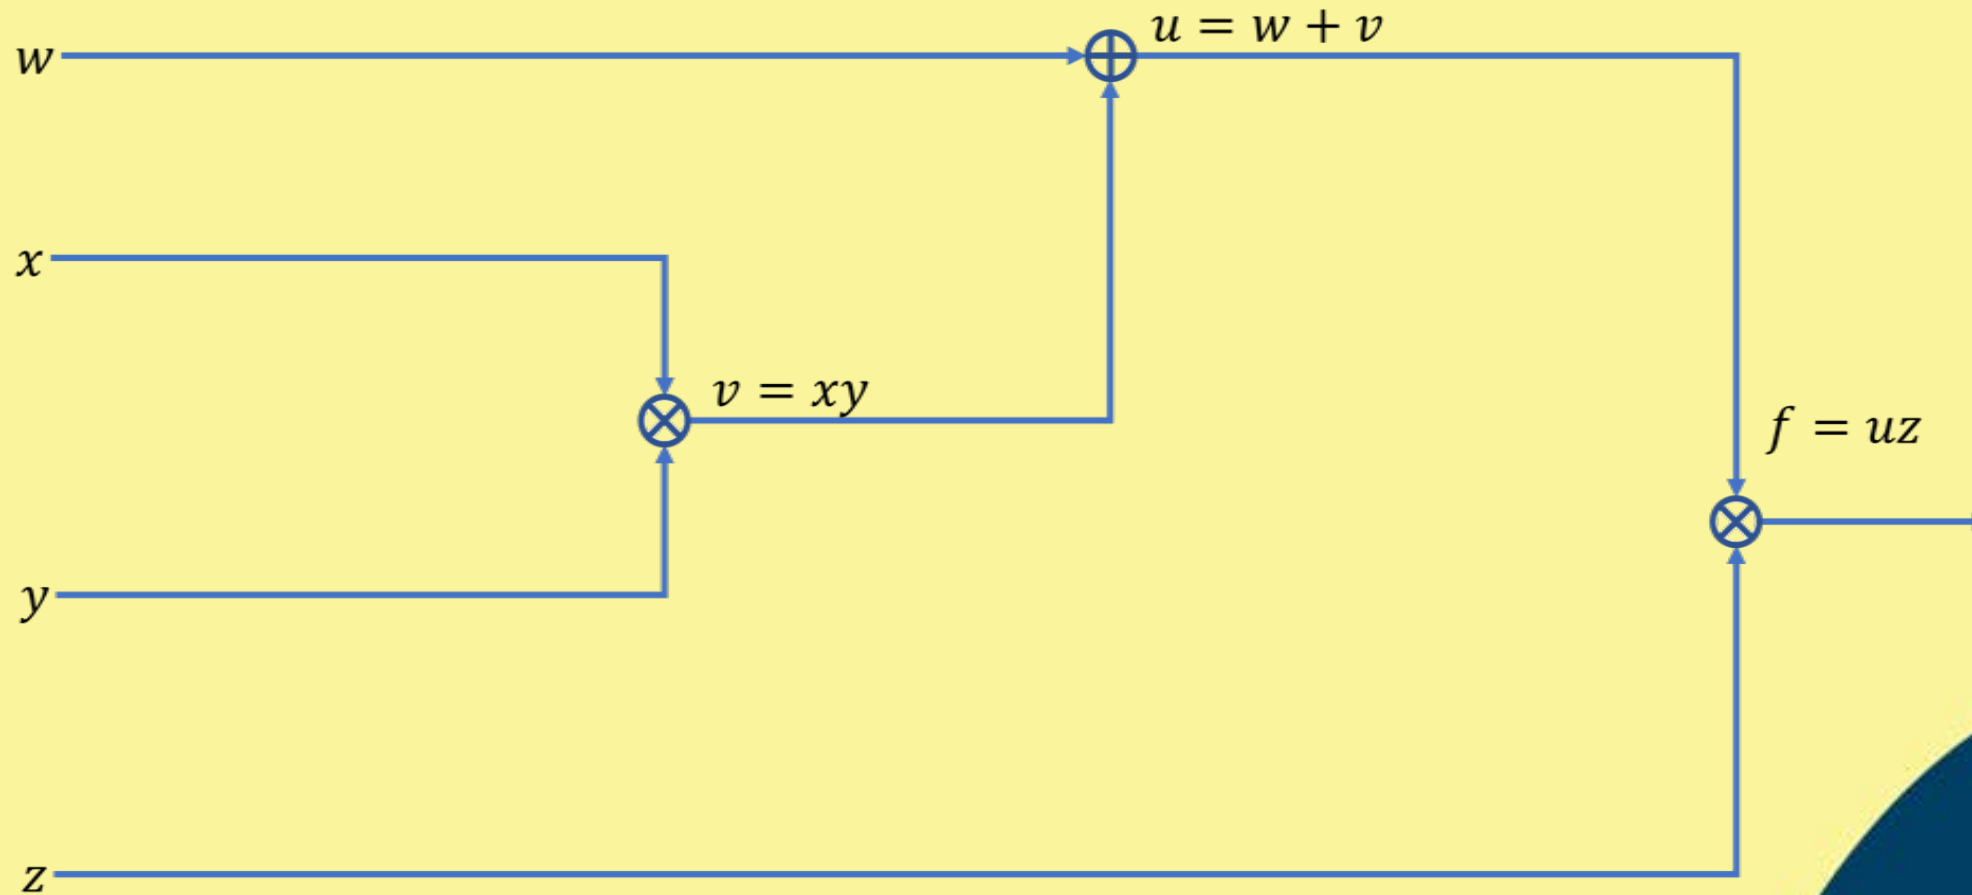 w
u = w + v
x
v = xy
f = uz
y
z